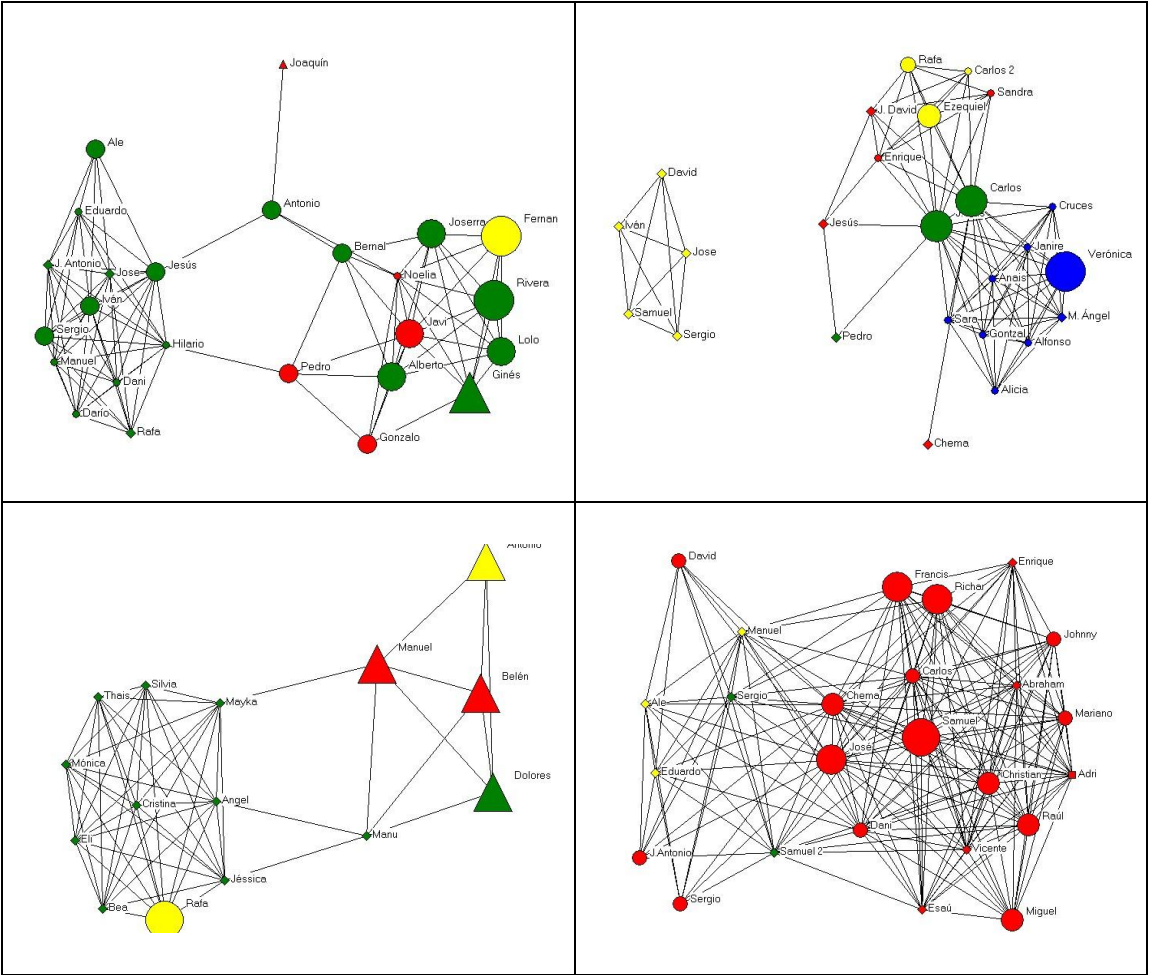 Joaquín
Ale
Eduardo
Antonio
Joserra
Fernan
Bernal
J. Antonio
Jose
Jesús
Noelia
Rivera
Iván
Sergio
Javi
Hilario
Lolo
Manuel
Pedro
Alberto
Ginés
Dani
Darío
Rafa
Gonzalo
Rafa
Carlos 2
Sandra
J. David
Ezequiel
Enrique
David
Carlos
Cruces
Iván
Jesús
Jose
Janire
Verónica
Anais
Samuel
Sara
M. Ángel
Sergio
Pedro
Gontzal
Alfonso
Alicia
Chema
Antonio
Manuel
Belén
Silvia
Thais
Mayka
Mónica
Cristina
Angel
Dolores
Eli
Manu
Jéssica
Bea
Rafa
David
Enrique
Francis
Richar
Manuel
Johnny
Carlos
Abraham
Sergio
Ale
Chema
Mariano
Samuel
José
Eduardo
Christian
Adri
Raúl
Dani
J.Antonio
Samuel 2
Vicente
Sergio
Esaú
Miguel